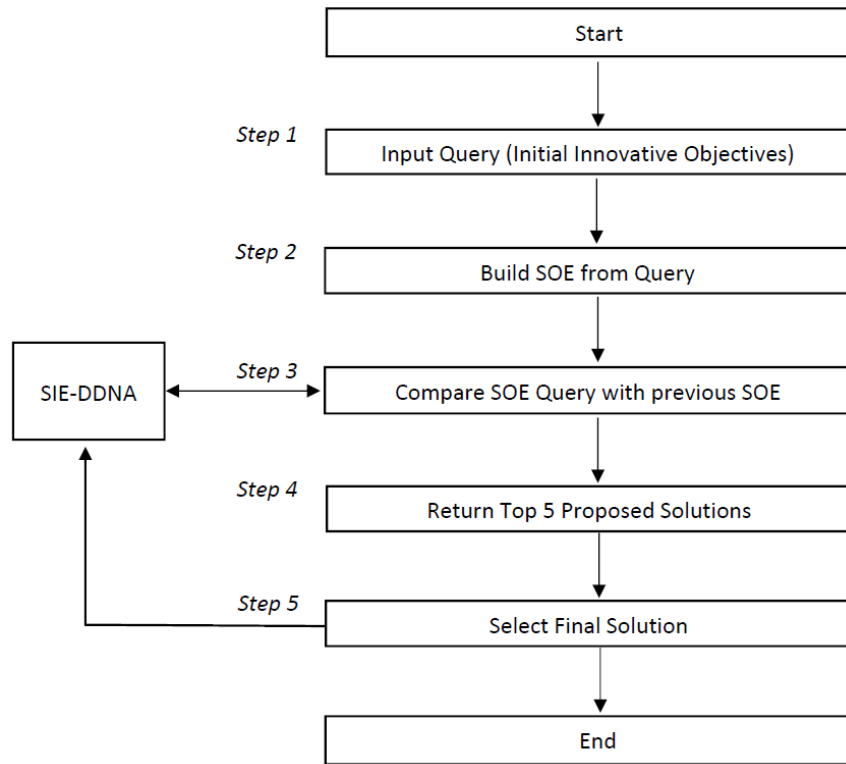 Start
Step 1
Input Query (Initial Innovative Objectives)
Step 2
Build SOE from Query
SIE-DDNA
Step 3
Compare SOE Query with previous SOE
Step 4
Return Top 5 Proposed Solutions
Step 5
Select Final Solution
End